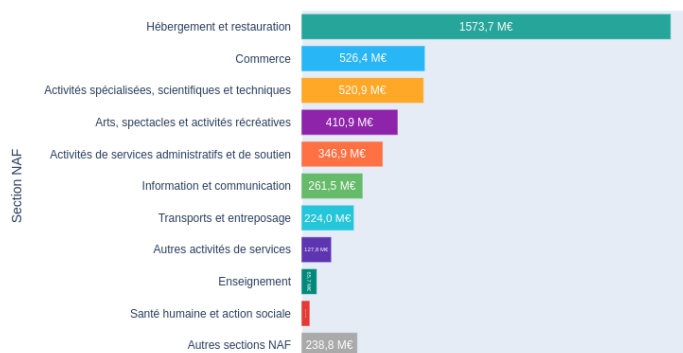 Section NAF
Hébergement et restauration 1573,7 M€
Commerce 526,4 M€
Activités spécialisées, scientifiques et techniques 520,9 M€
Arts, spectacles et activités récréatives 410,9 M€
Activités de services administratifs et de soutien 346,9 M€
Information et communication 261,5 M€
Transports et entreposage 224,0 M€
Autres activités de services 127,8 M€
Enseignement
Santé humaine et action sociale
Autres sections NAF 238,8 M€